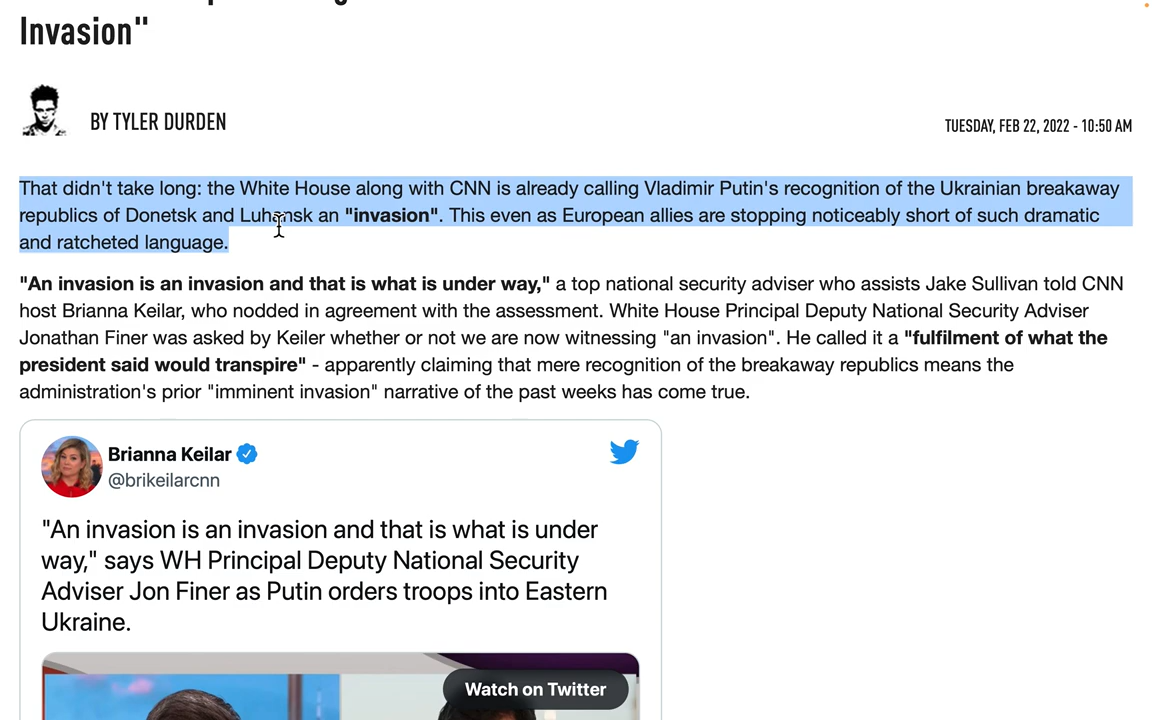 Invasion"
BY TYLER DURDEN
TUESDAY, FEB 22, 2022 - 10:50 AM
That didn't take long: the White House along with CNN is already calling Vladimir Putin's recognition of the Ukrainian breakaway
republics of Donetsk and Luhansk an "invasion". This even as European allies are stopping noticeably short of such dramatic
and ratcheted language.
"An invasion is an invasion and that is what is under way," a top national security adviser who assists Jake Sullivan told CNN
host Brianna Keilar, who nodded in agreement with the assessment. White House Principal Deputy National Security Adviser
Jonathan Finer was asked by Keiler whether or not we are now witnessing "an invasion". He called it a "fulfilment of what the
president said would transpire" - apparently claiming that mere recognition of the breakaway republics means the
administration's prior "imminent invasion" narrative of the past weeks has come true.
Brianna Keilar
@brikeilarcnn
"An invasion is an invasion and that is what is under
way," says WH Principal Deputy National Security
Adviser Jon Finer as Putin orders troops into Eastern
Ukraine.
Watch on Twitter